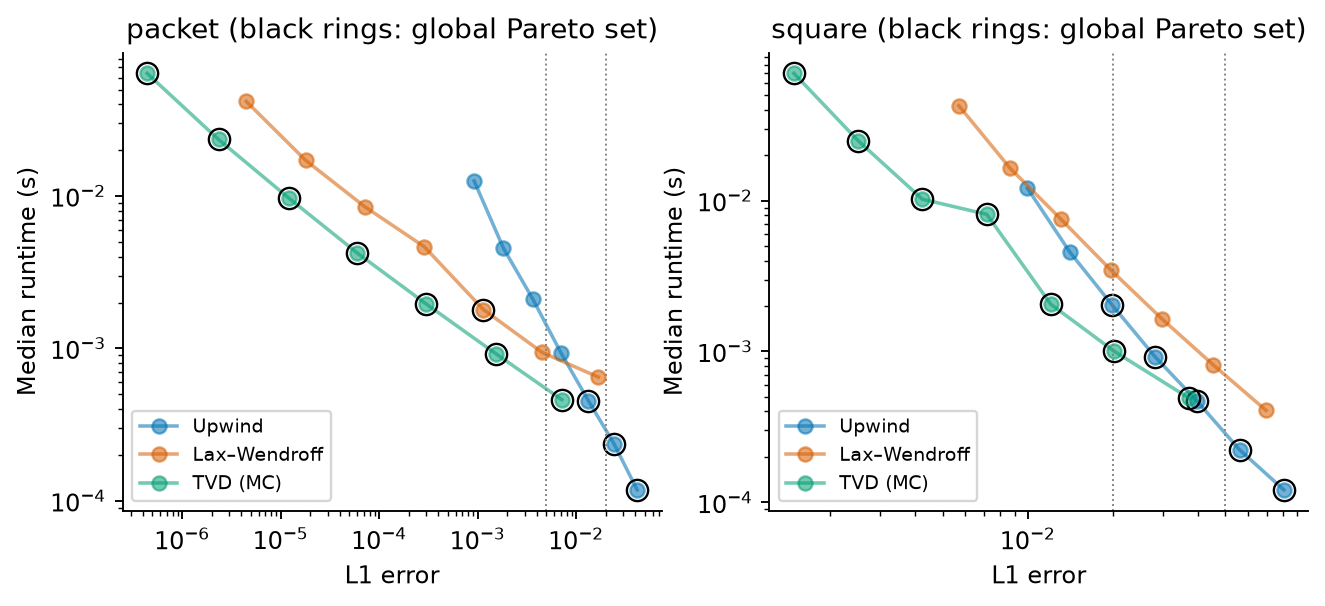 packet (black rings: global Pareto set)
Median runtime (s)
10⁻²
10⁻³
10⁻⁴
Upwind
Lax–Wendroff
TVD (MC)
10⁻⁶ 10⁻⁵ 10⁻⁴ 10⁻³ 10⁻²
L1 error
square (black rings: global Pareto set)
Median runtime (s)
10⁻²
10⁻³
10⁻⁴
Upwind
Lax–Wendroff
TVD (MC)
10⁻²
L1 error